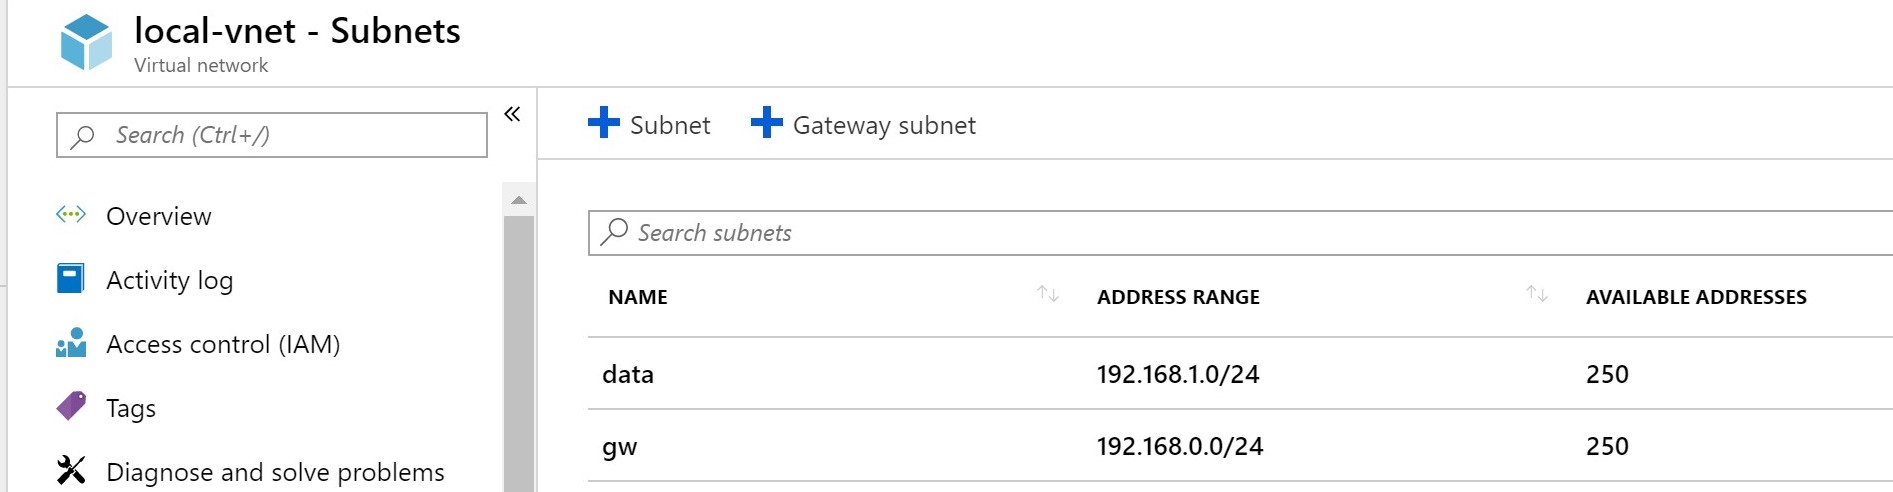 local-vnet - Subnets
Virtual network
Search (Ctrl+/)
«
Overview
Activity log
Access control (IAM)
Tags
Diagnose and solve problems
Subnet Gateway subnet
Search subnets
NAME ADDRESS RANGE AVAILABLE ADDRESSES
data 192.168.1.0/24 250
gw 192.168.0.0/24 250